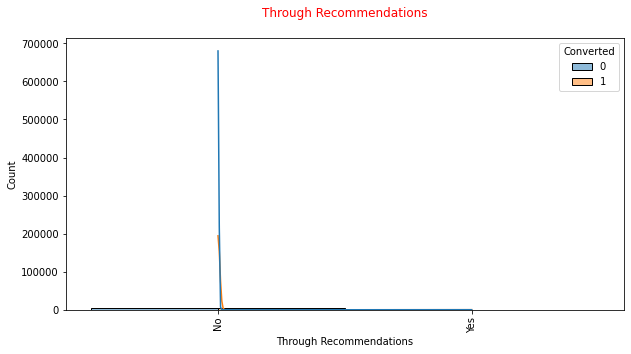 Through Recommendations
Converted
0
1
700000
600000
500000
400000
300000
200000
100000
0
Count
No
Yes
Through Recommendations